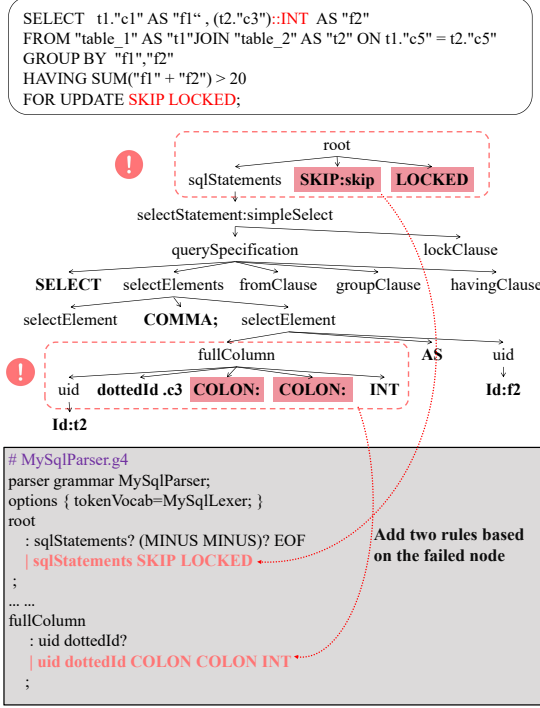 SELECT t1."c1" AS "f1“ , (t2."c3")::INT AS "f2"
FROM "table_1" AS "t1"JOIN "table_2" AS "t2" ON t1."c5" = t2."c5"
GROUP BY "f1","f2"
HAVING SUM("f1" + "f2") > 20
FOR UPDATE SKIP LOCKED;
!
root
sqlStatements SKIP:skip LOCKED
selectStatement:simpleSelect
querySpecification lockClause
SELECT selectElements fromClause groupClause havingClause
selectElement COMMA; selectElement
!
fullColumn AS uid
uid dottedId .c3 COLON: COLON: INT Id:f2
Id:t2
# MySqlParser.g4
parser grammar MySqlParser;
options { tokenVocab=MySqlLexer; }
root
: sqlStatements? (MINUS MINUS)? EOF
| sqlStatements SKIP LOCKED
;
... ...
fullColumn
: uid dottedId?
| uid dottedId COLON COLON INT
;
Add two rules based
on the failed node